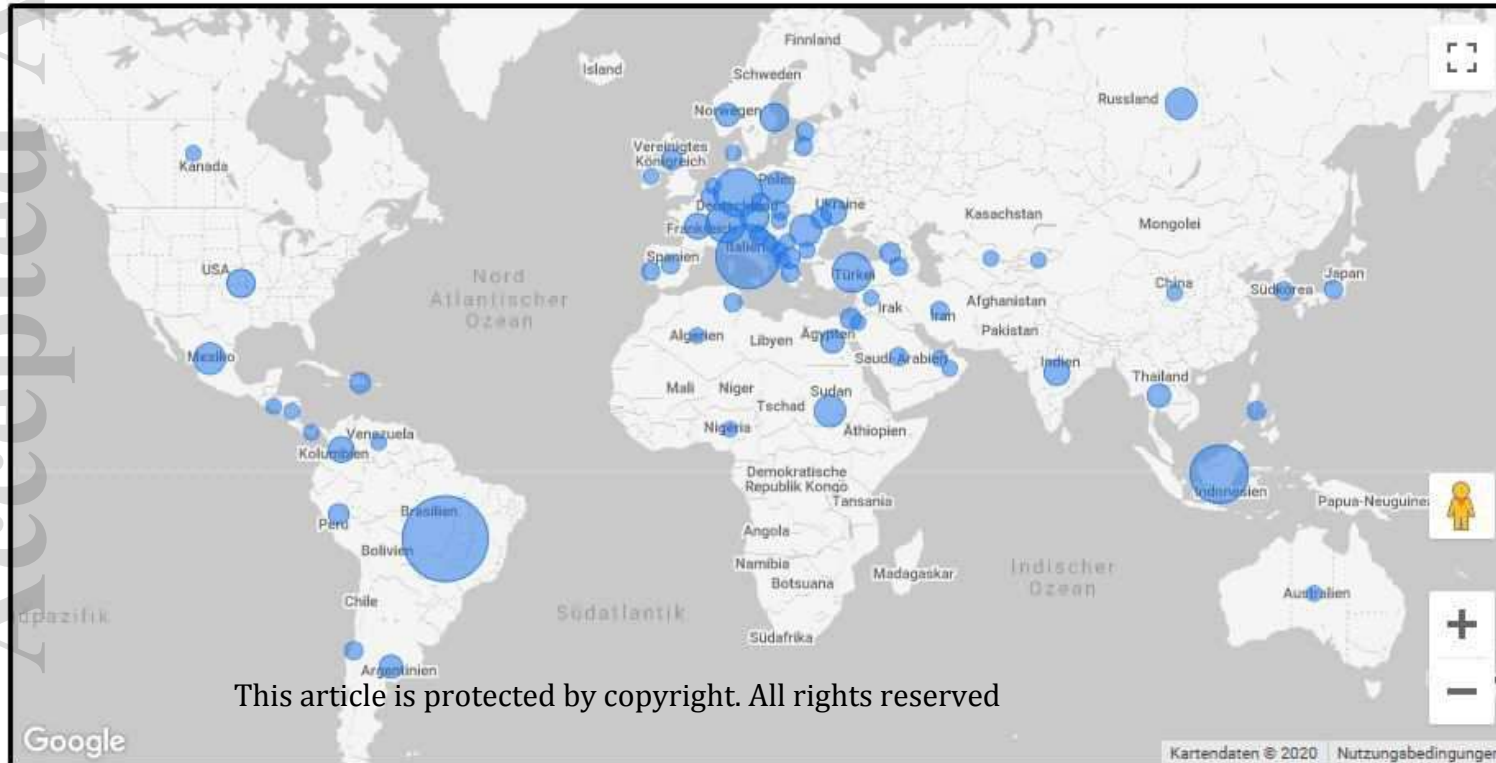 Accepted A
Finnland
Island
Schweden
Russland
Norwegen
Vereinigtes
Königreich
Kanada
Polen
Deutschland
Ukraine
Kasachstan
Mongolei
Frankreich
Italien
Spanien
USA
Nord
Atlantischer
Ozean
Türkei
China
Südkorea
Japan
Irak
Iran
Afghanistan
Pakistan
Algerien
Libyen
Ägypten
Saudi-Arabien
Mexiko
Indien
Thailand
Mali
Niger
Tschad
Sudan
Nigeria
Äthiopien
Venezuela
Kolumbien
Demokratische
Republik Kongo
Tansania
Indonesien
Papua-Neuguine
Peru
Brasilien
Bolivien
Angola
Namibia
Botsuana
Madagaskar
Indischer
Ozean
Australien
Chile
dpazifik
Südatlantik
Südafrika
Argentinien
This article is protected by copyright. All rights reserved
Google
Kartendaten © 2020
Nutzungsbedingungen